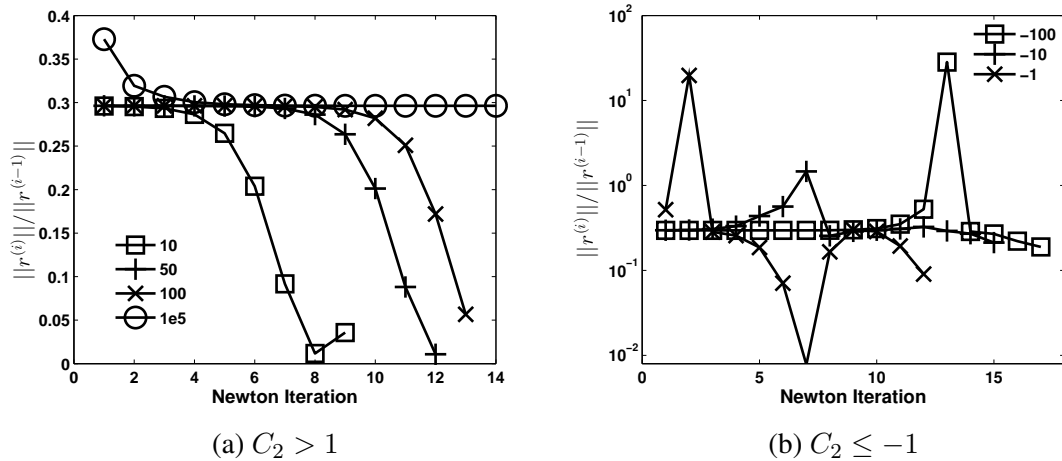 (a)
0.4
0.35
0.3
0.25
0.2
0.15
0.1
0.05
0
||r^{(i)}||/||r^{(i-1)}||
10
50
100
1e5
0 2 4 6 8 10 12 14
Newton Iteration
(a) C_2 > 1
(b)
10^2
10^1
10^0
10^{-1}
10^{-2}
||r^{(i)}||/||r^{(i-1)}||
-100
-10
-1
0 5 10 15
Newton Iteration
(b) C_2 ≤ -1